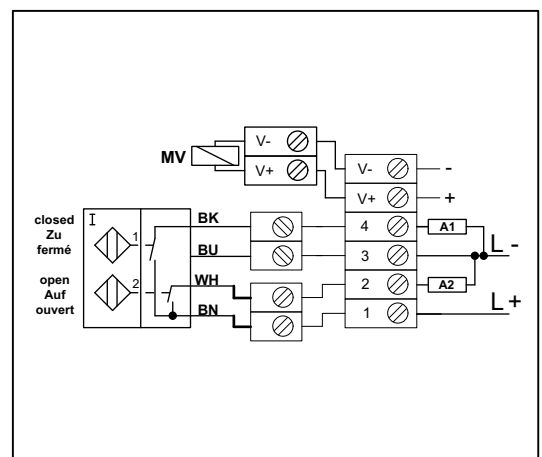 MV
V-
V+
V-
-
V+
+
closed
Zu
fermé
I
1
BK
4
A1
BU
3
L -
open
Auf
ouvert
2
WH
2
A2
BN
1
L +